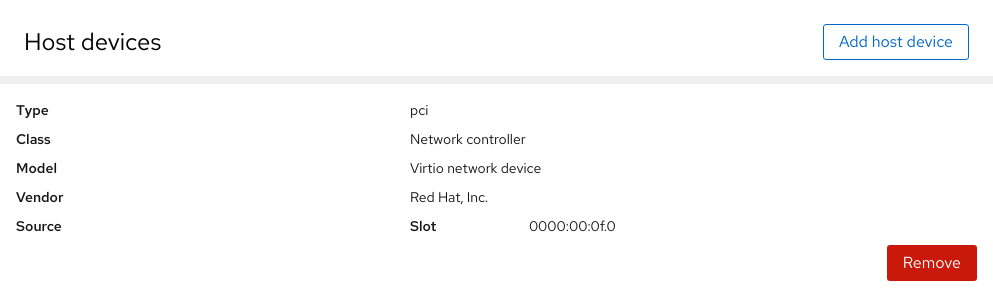 Host devices
Add host device
Type pci
Class Network controller
Model Virtio network device
Vendor Red Hat, Inc.
Source Slot 0000:00:0f.0
Remove